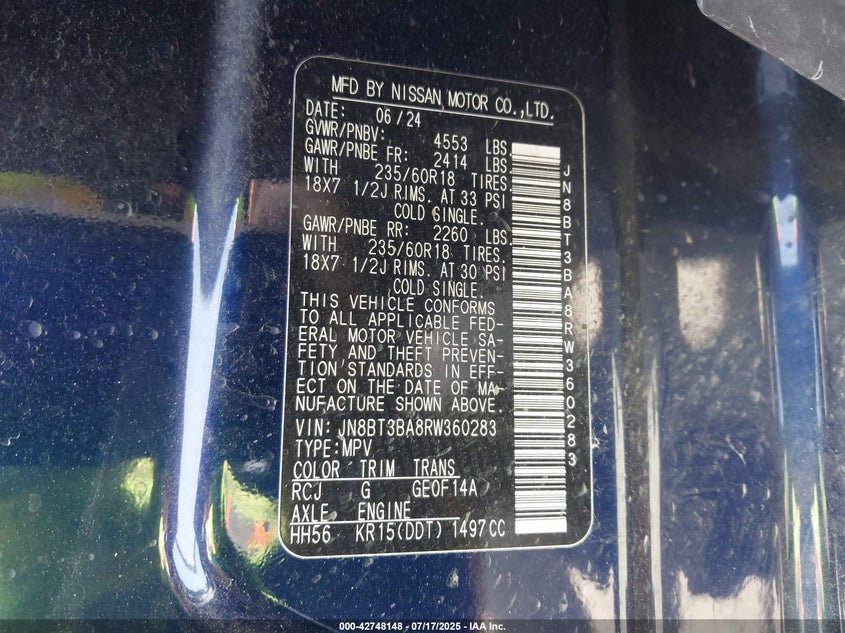 MFD BY NISSAN MOTOR CO.,LTD.
DATE: 06/24
GVWR/PNBV: 4553 LBS.
GAWR/PNBE FR: 2414 LBS.
WITH 235/60R18 TIRES.
18X7 1/2J RIMS. AT 33 PSI
COLD SINGLE.
GAWR/PNBE RR: 2260 LBS.
WITH 235/60R18 TIRES.
18X7 1/2J RIMS. AT 30 PSI
COLD SINGLE.
THIS VEHICLE CONFORMS
TO ALL APPLICABLE FED-
ERAL MOTOR VEHICLE SA-
FETY AND THEFT PREVEN-
TION STANDARDS IN EFF-
ECT ON THE DATE OF MA-
NUFACTURE SHOWN ABOVE.
VIN: JN8BT3BA8RW360283
TYPE:MPV
COLOR TRIM TRANS
RCJ G GE0F14A
AXLE ENGINE
HH56 KR15(DDT) 1497CC
JN8BT3BA8RW360283
000-42748148 - 07/17/2025 - IAA Inc.